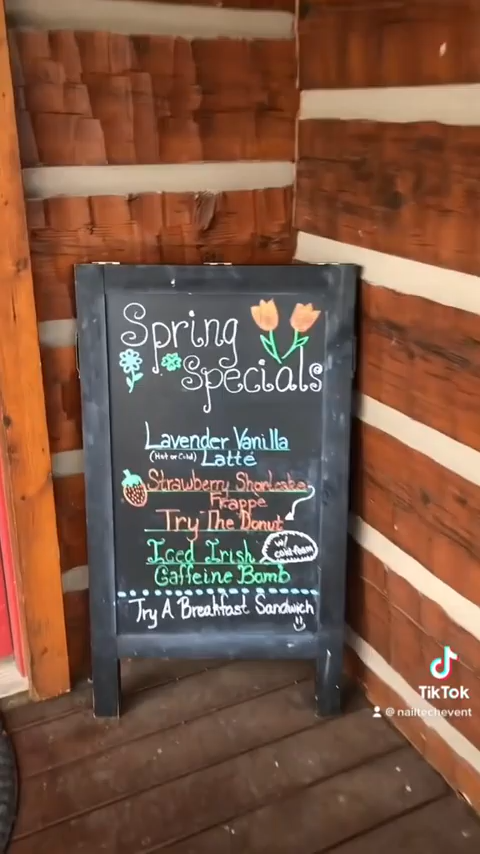 Spring
Specials
Lavender Vanilla
(Hot or Cold) Latte
Strawberry Shortcake
Frappe
Try The Donut
Iced Irish w/ cold foam
Caffeine Bomb
Try A Breakfast Sandwich
TikTok
@nailtechevent